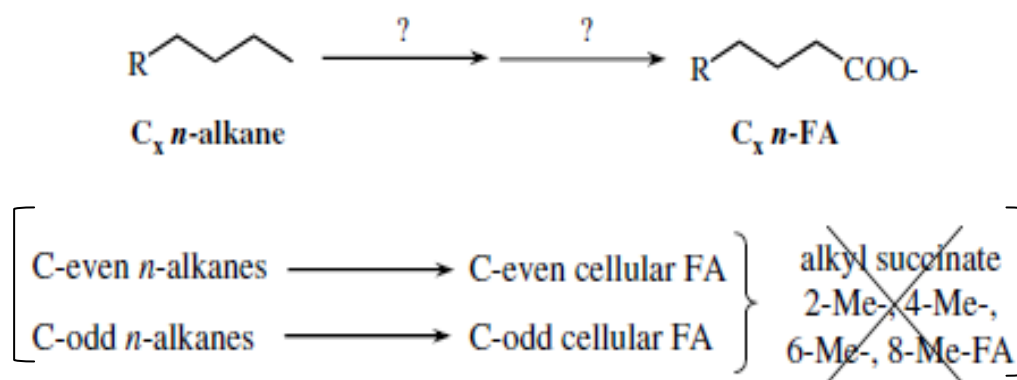 ? ?
R R COO-
Cx n-alkane Cx n-FA
C-even n-alkanes C-even cellular FA alkyl succinate
2-Me-, 4-Me-,
C-odd n-alkanes C-odd cellular FA
6-Me-, 8-Me-FA